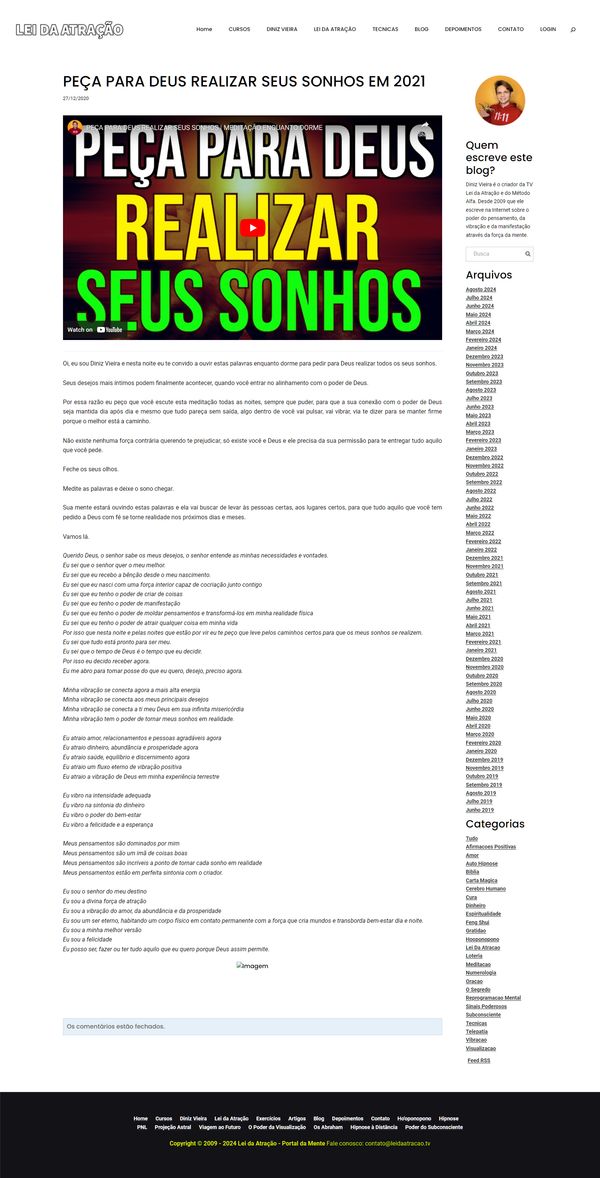 LEI DA ATRAÇÃO
Home CURSOS DINIZ VIEIRA LEI DA ATRAÇÃO TECNICAS BLOG DEPOIMENTOS CONTATO LOGIN
PEÇA PARA DEUS REALIZAR SEUS SONHOS EM 2021
27/12/2020
PEÇA PARA DEUS REALIZAR SEUS SONHOS | MEDITAÇÃO ENQUANTO DORME
PEÇA PARA DEUS
REALIZAR
SEUS SONHOS
Watch on YouTube
Oi, eu sou Diniz Vieira e nesta noite eu te convido a ouvir estas palavras enquanto dorme para pedir para Deus realizar todos os seus sonhos.
Seus desejos mais íntimos podem finalmente acontecer, quando você entrar no alinhamento com o poder de Deus.
Por essa razão eu peço que você escute esta meditação todas as noites, sempre que puder, para que a sua conexão com o poder de Deus
seja mantida dia após dia e mesmo que tudo pareça sem saída, algo dentro de você vai pulsar, vai vibrar, via te dizer para se manter firme
porque o melhor está a caminho.
Não existe nenhuma força contrária querendo te prejudicar, só existe você e Deus e ele precisa da sua permissão para te entregar tudo aquilo
que você pede.
Feche os seus olhos.
Medite as palavras e deixe o sono chegar.
Sua mente estará ouvindo estas palavras e ela vai buscar de levar às pessoas certas, aos lugares certos, para que tudo aquilo que você tem
pedido a Deus com fé se torne realidade nos próximos dias e meses.
Vamos lá.
Querido Deus, o senhor sabe os meus desejos, o senhor entende as minhas necessidades e vontades.
Eu sei que o senhor quer o meu melhor.
Eu sei que eu recebo a bênção desde o meu nascimento.
Eu sei que eu nasci com uma força interior capaz de cocriação junto contigo
Eu sei que eu tenho o poder de criar de coisas
Eu sei que eu tenho o poder de manifestação
Eu sei que eu tenho o poder de moldar pensamentos e transformá-los em minha realidade física
Eu sei que eu tenho o poder de atrair qualquer coisa em minha vida
Por isso que nesta noite e pelas noites que estão por vir eu te peço que leve pelos caminhos certos para que os meus sonhos se realizem.
Eu sei que tudo está pronto para ser meu.
Eu sei que o tempo de Deus é o tempo que eu decidir.
Por isso eu decido receber agora.
Eu me abro para tomar posse do que eu quero, desejo, preciso agora.
Minha vibração se conecta agora a mais alta energia
Minha vibração se conecta aos meus principais desejos
Minha vibração se conecta a ti meu Deus em sua infinita misericórdia
Minha vibração tem o poder de tornar meus sonhos em realidade.
Eu atraio amor, relacionamentos e pessoas agradáveis agora
Eu atraio dinheiro, abundância e prosperidade agora
Eu atraio saúde, equilíbrio e discernimento agora
Eu atraio um fluxo eterno de vibração positiva
Eu atraio a vibração de Deus em minha experiência terrestre
Eu vibro na intensidade adequada
Eu vibro na sintonia do dinheiro
Eu vibro o poder do bem-estar
Eu vibro a felicidade e a esperança
Meus pensamentos são dominados por mim
Meus pensamentos são um imã de coisas boas
Meus pensamentos são incríveis a ponto de tornar cada sonho em realidade
Meus pensamentos estão em perfeita sintonia com o criador.
Eu sou o senhor do meu destino
Eu sou a divina força de atração
Eu sou a vibração do amor, da abundância e da prosperidade
Eu sou um ser eterno, habitando um corpo físico em contato permanente com a força que cria mundos e transborda bem-estar dia e noite.
Eu sou a minha melhor versão
Eu sou a felicidade
Eu posso ser, fazer ou ter tudo aquilo que eu quero porque Deus assim permite.
Imagem
Os comentários estão fechados.
11:11
Quem
escreve este
blog?
Diniz Vieira é o criador da TV
Lei da Atração e do Método
Alfa. Desde 2009 que ele
escreve na Internet sobre o
poder do pensamento, da
vibração e da manifestação
através da força da mente.
Busca
Arquivos
Agosto 2024
Julho 2024
Junho 2024
Maio 2024
Abril 2024
Março 2024
Fevereiro 2024
Janeiro 2024
Dezembro 2023
Novembro 2023
Outubro 2023
Setembro 2023
Agosto 2023
Julho 2023
Junho 2023
Maio 2023
Abril 2023
Março 2023
Fevereiro 2023
Janeiro 2023
Dezembro 2022
Novembro 2022
Outubro 2022
Setembro 2022
Agosto 2022
Julho 2022
Junho 2022
Maio 2022
Abril 2022
Março 2022
Fevereiro 2022
Janeiro 2022
Dezembro 2021
Novembro 2021
Outubro 2021
Setembro 2021
Agosto 2021
Julho 2021
Junho 2021
Maio 2021
Abril 2021
Março 2021
Fevereiro 2021
Janeiro 2021
Dezembro 2020
Novembro 2020
Outubro 2020
Setembro 2020
Agosto 2020
Julho 2020
Junho 2020
Maio 2020
Abril 2020
Março 2020
Fevereiro 2020
Janeiro 2020
Dezembro 2019
Novembro 2019
Outubro 2019
Setembro 2019
Agosto 2019
Julho 2019
Junho 2019
Categorias
Tudo
Afirmacoes Positivas
Amor
Auto Hipnose
Biblia
Carta Magica
Cerebro Humano
Cura
Dinheiro
Espiritualidade
Feng Shui
Gratidao
Hooponopono
Lei Da Atracao
Loteria
Meditacao
Numerologia
Oracao
O Segredo
Reprogramacao Mental
Sinais Poderosos
Subconsciente
Tecnicas
Telepatia
Vibracao
Visualizacao
Feed RSS
Home Cursos Diniz Vieira Lei da Atração Exercícios Artigos Blog Depoimentos Contato Ho'oponopono Hipnose
PNL Projeção Astral Viagem ao Futuro O Poder da Visualização Os Abraham Hipnose à Distância Poder do Subconsciente
Copyright © 2009 - 2024 Lei da Atração - Portal da Mente Fale conosco: contato@leidaatracao.tv